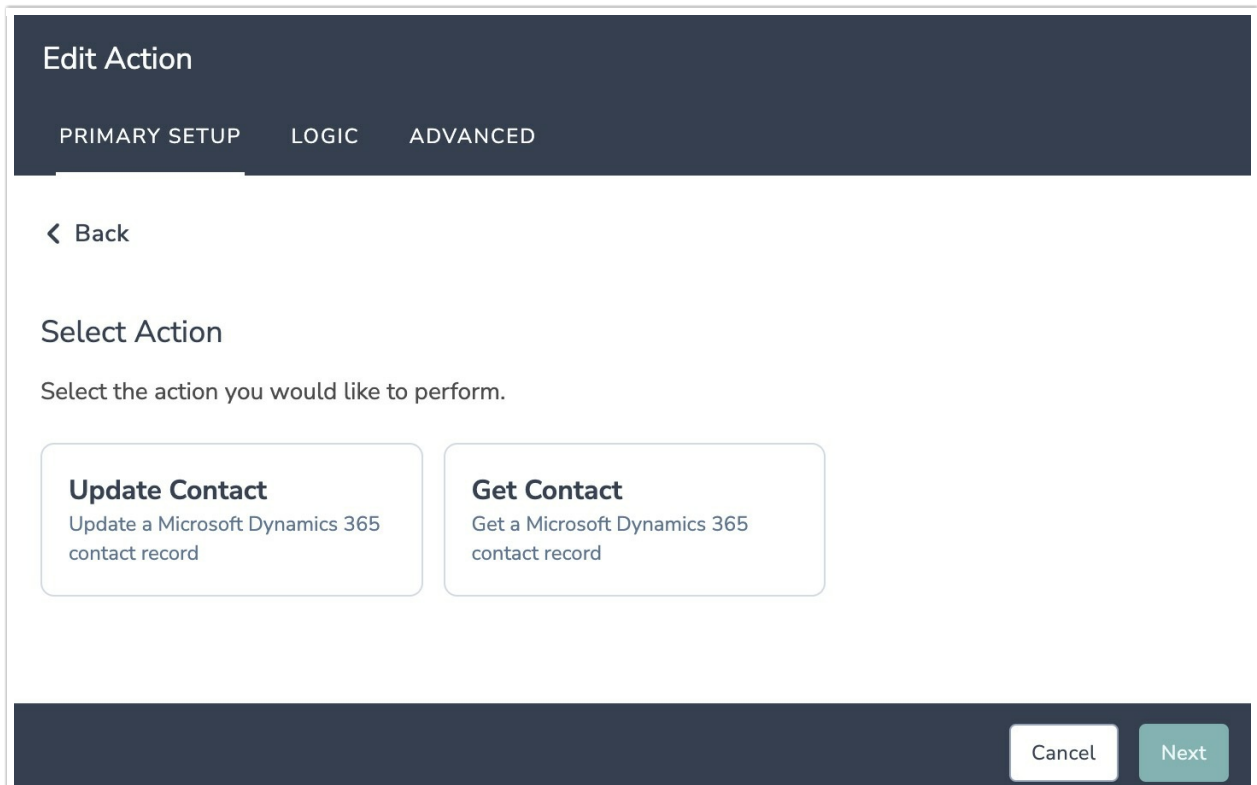 Edit Action
PRIMARY SETUP LOGIC ADVANCED
Back
Select Action
Select the action you would like to perform.
Update Contact
Update a Microsoft Dynamics 365
contact record
Get Contact
Get a Microsoft Dynamics 365
contact record
Cancel Next